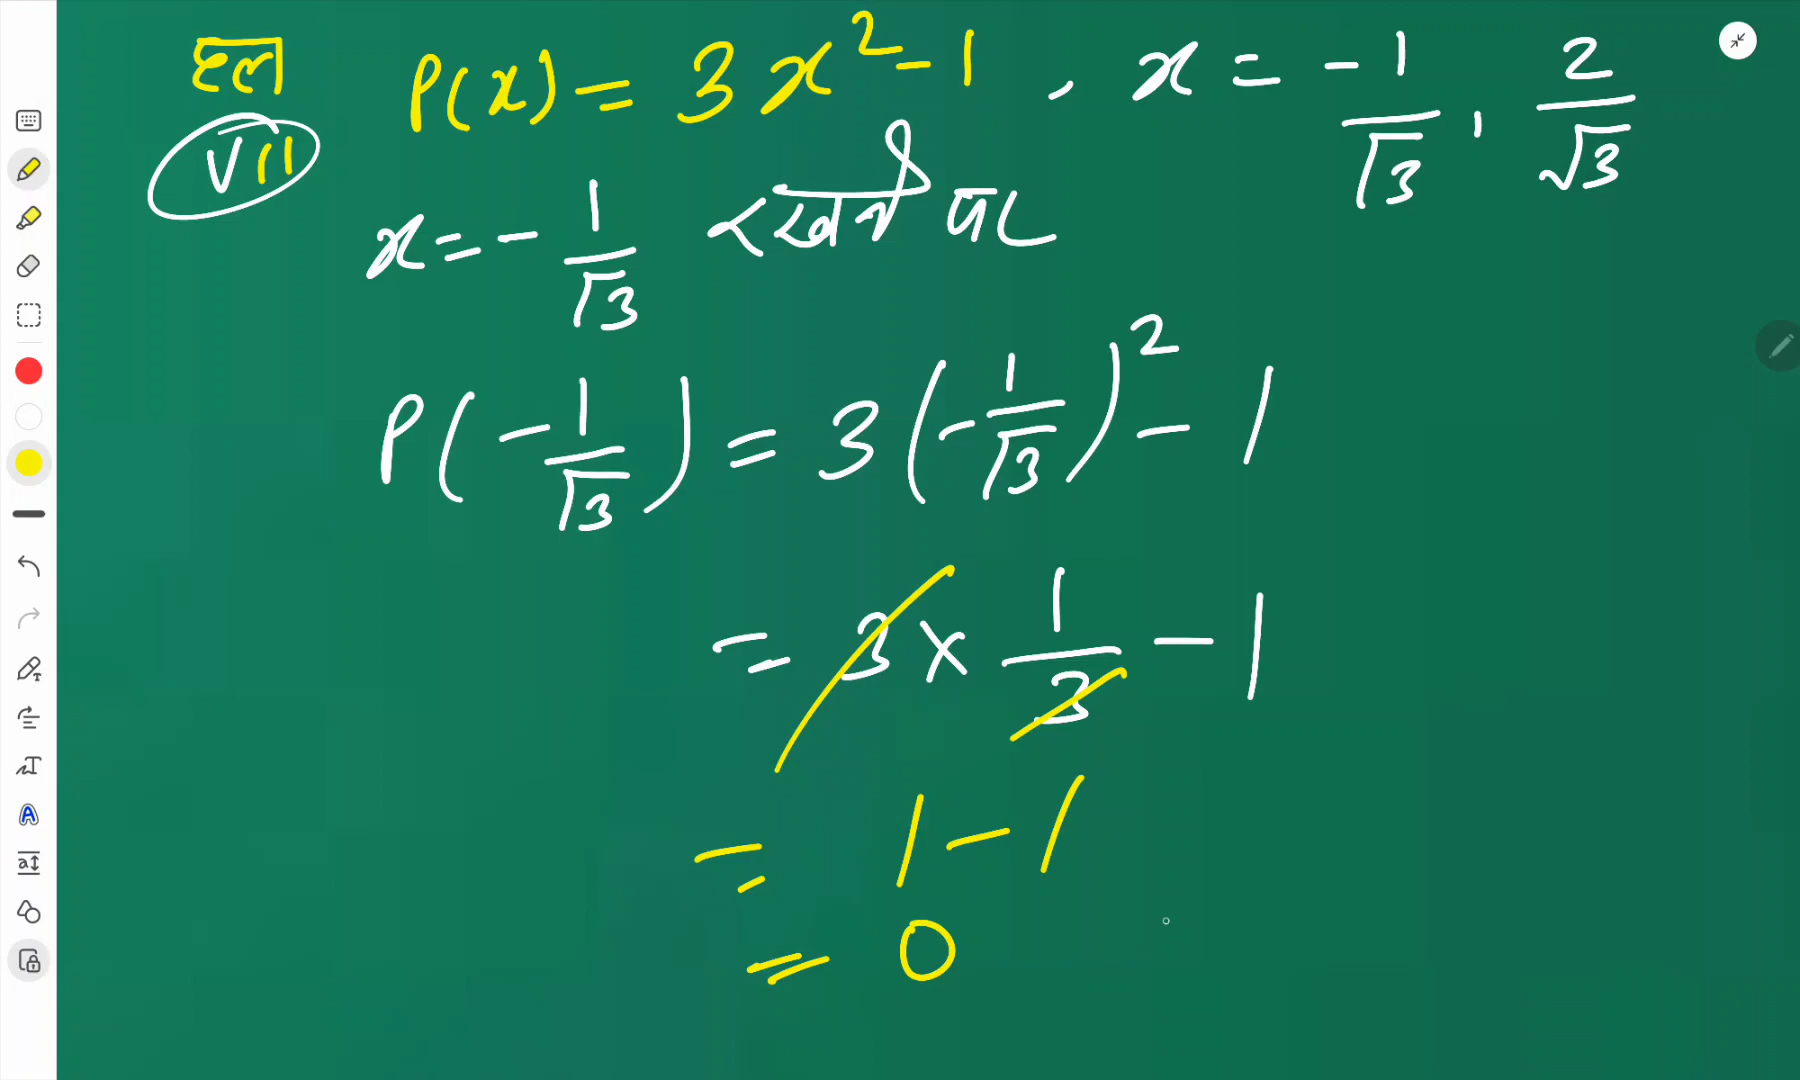 हल P(x) = 3x² - 1 , x = -1/√3 , 2/√3
VII
x = - 1/√3 रखने पर
P(- 1/√3) = 3(- 1/√3)² - 1
= 3 × 1/3 - 1
= 1 - 1
= 0